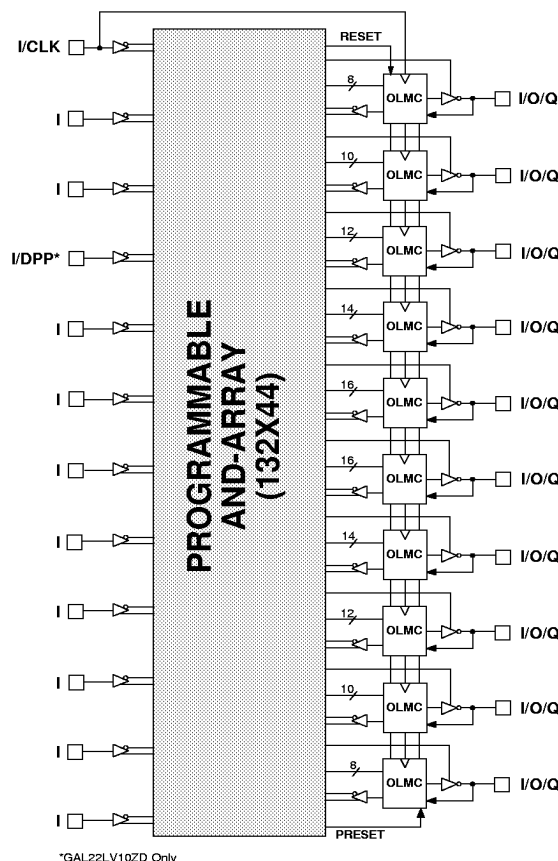 RESET
I/CLK
8
OLMC
I/O/Q
I
10
OLMC
I/O/Q
I
12
OLMC
I/O/Q
I/DPP*
14
OLMC
I/O/Q
I
16
OLMC
I/O/Q
I
PROGRAMMABLE
AND-ARRAY
(132X44)
16
OLMC
I/O/Q
I
14
OLMC
I/O/Q
I
12
OLMC
I/O/Q
I
10
OLMC
I/O/Q
I
8
OLMC
I/O/Q
I
I
PRESET
*GAL22LV10ZD Only